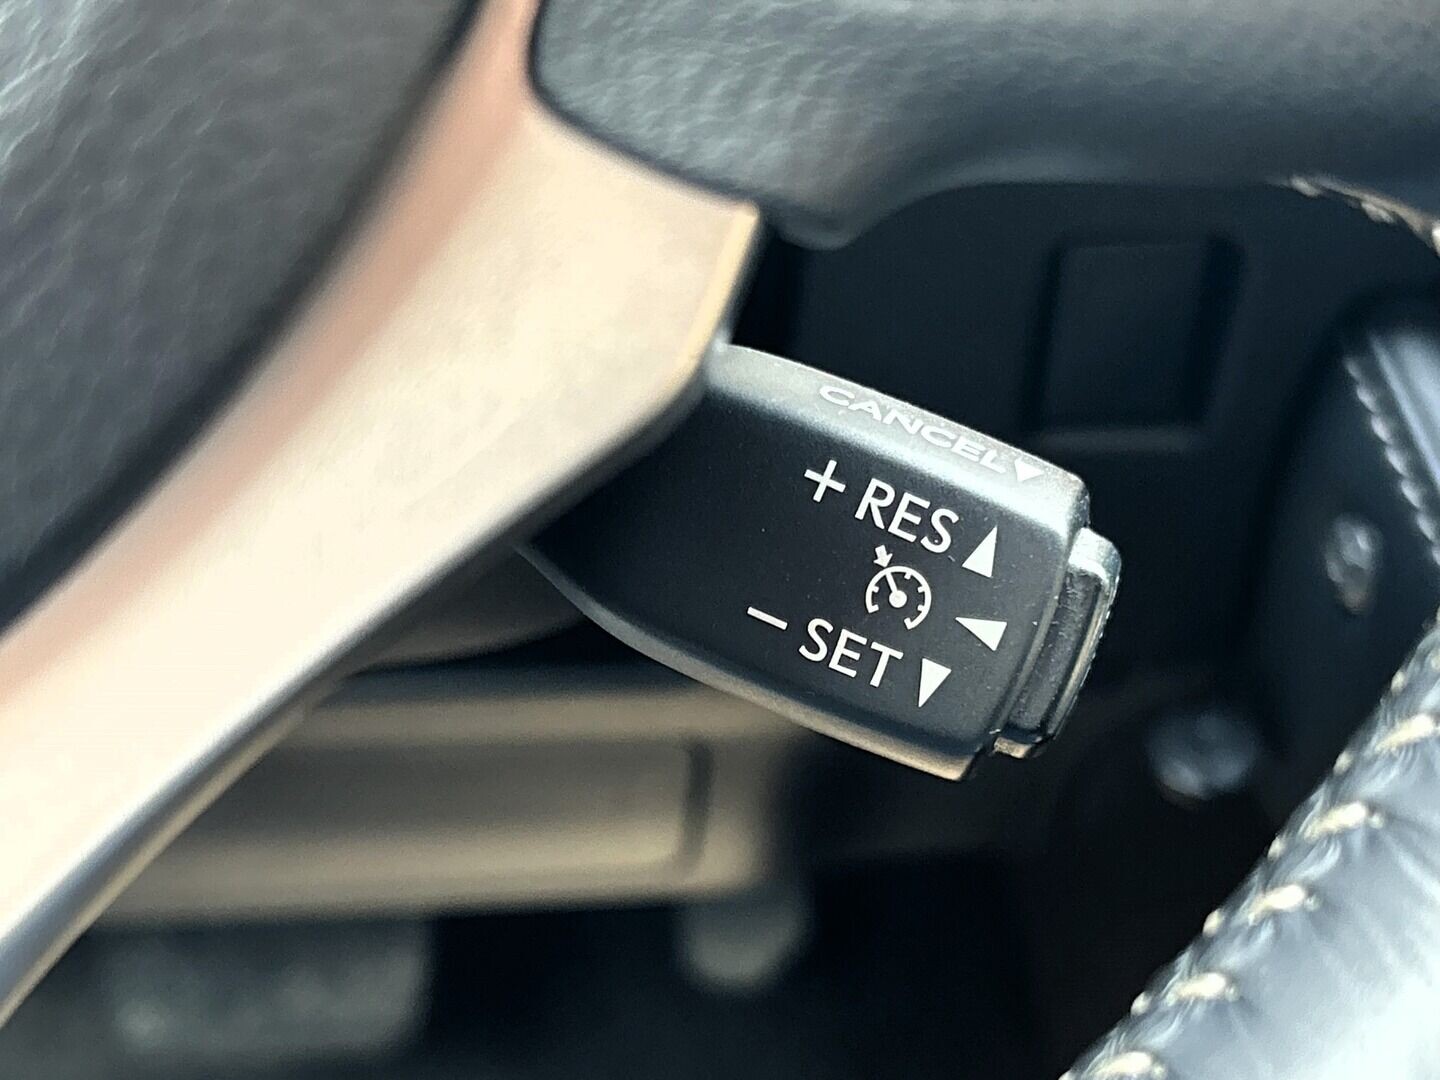 CANCEL▼
+ RES ▲
◀
− SET ▼